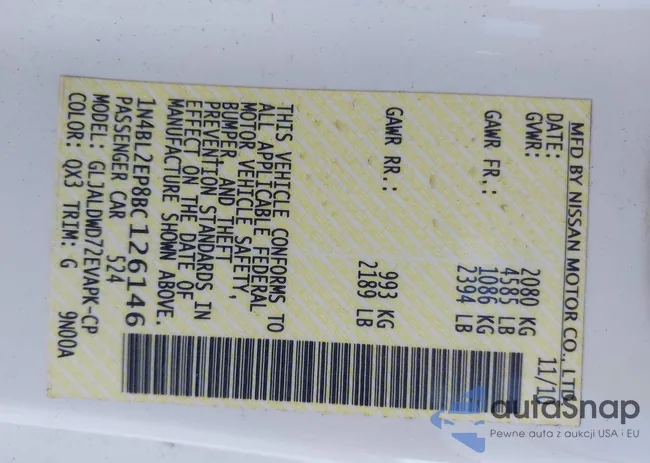 MFD BY NISSAN MOTOR CO., LTD
DATE: 11/10
GVWR: 2080 KG
4585 LB
GAWR FR.: 1086 KG
2394 LB
GAWR RR.: 993 KG
2189 LB
THIS VEHICLE CONFORMS TO
ALL APPLICABLE FEDERAL
MOTOR VEHICLE SAFETY,
BUMPER, AND THEFT
PREVENTION STANDARDS IN
EFFECT ON THE DATE OF
MANUFACTURE SHOWN ABOVE.
1N4BL2EP8BC126146
PASSENGER CAR 524
MODEL: GLJALDWD72EVAPK-CP
COLOR: QX3 TRIM: G 9N00A
autoSnap
Pewne auta z aukcji USA i EU